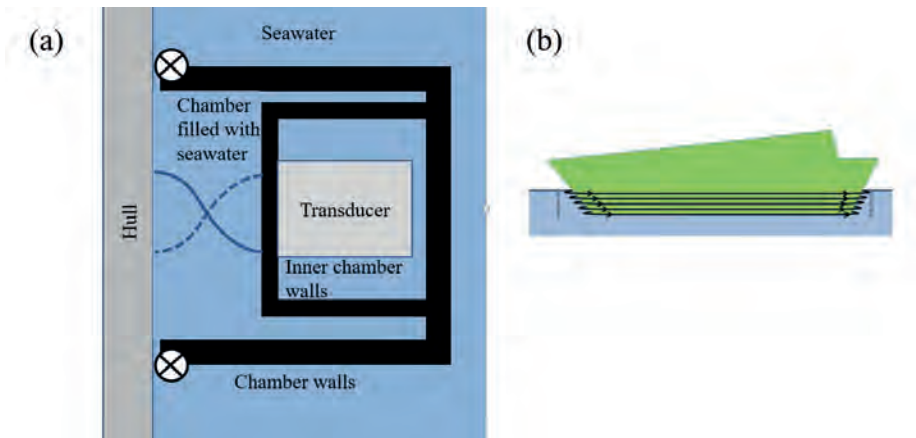 (a)
Seawater
Chamber
filled with
seawater
Hull
Transducer
Inner chamber
walls
Chamber walls
(b)